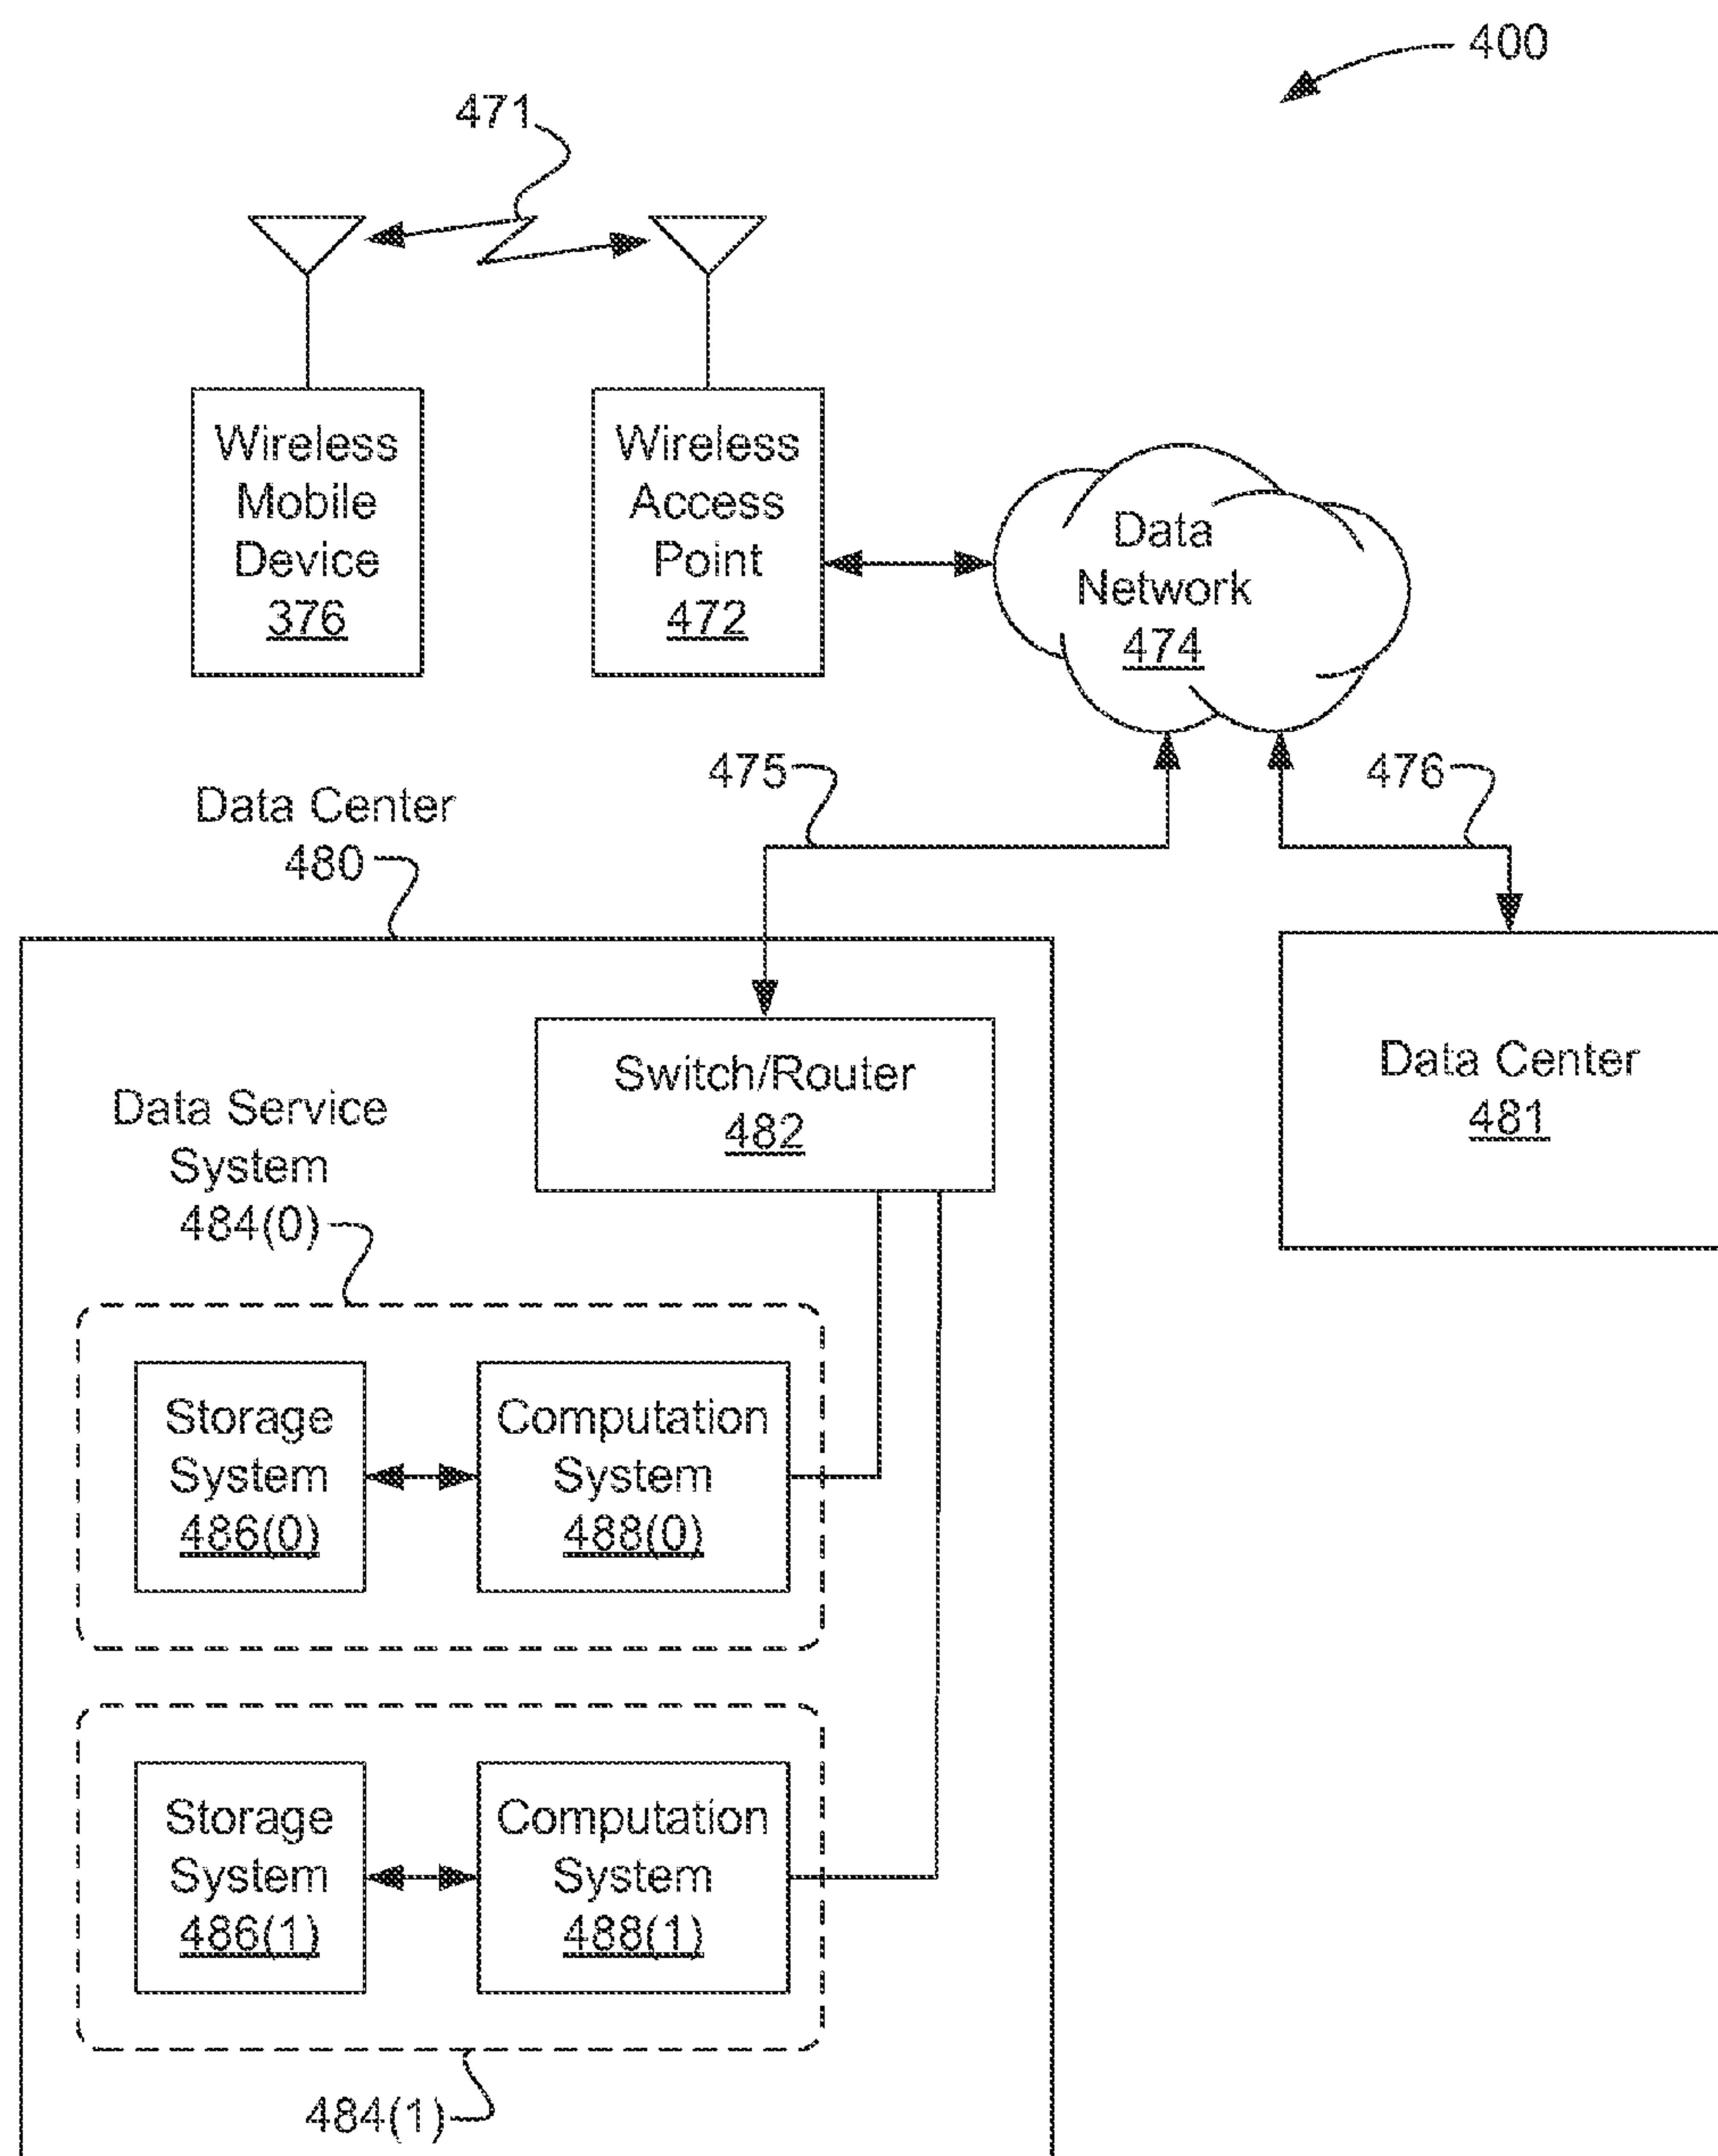 400
471
Wireless
Mobile
Device
376
Wireless
Access
Point
472
Data
Network
474
475
476
Data Center
480
Switch/Router
482
Data Center
481
Data Service
System
484(0)
Storage
System
486(0)
Computation
System
488(0)
Storage
System
486(1)
Computation
System
488(1)
484(1)